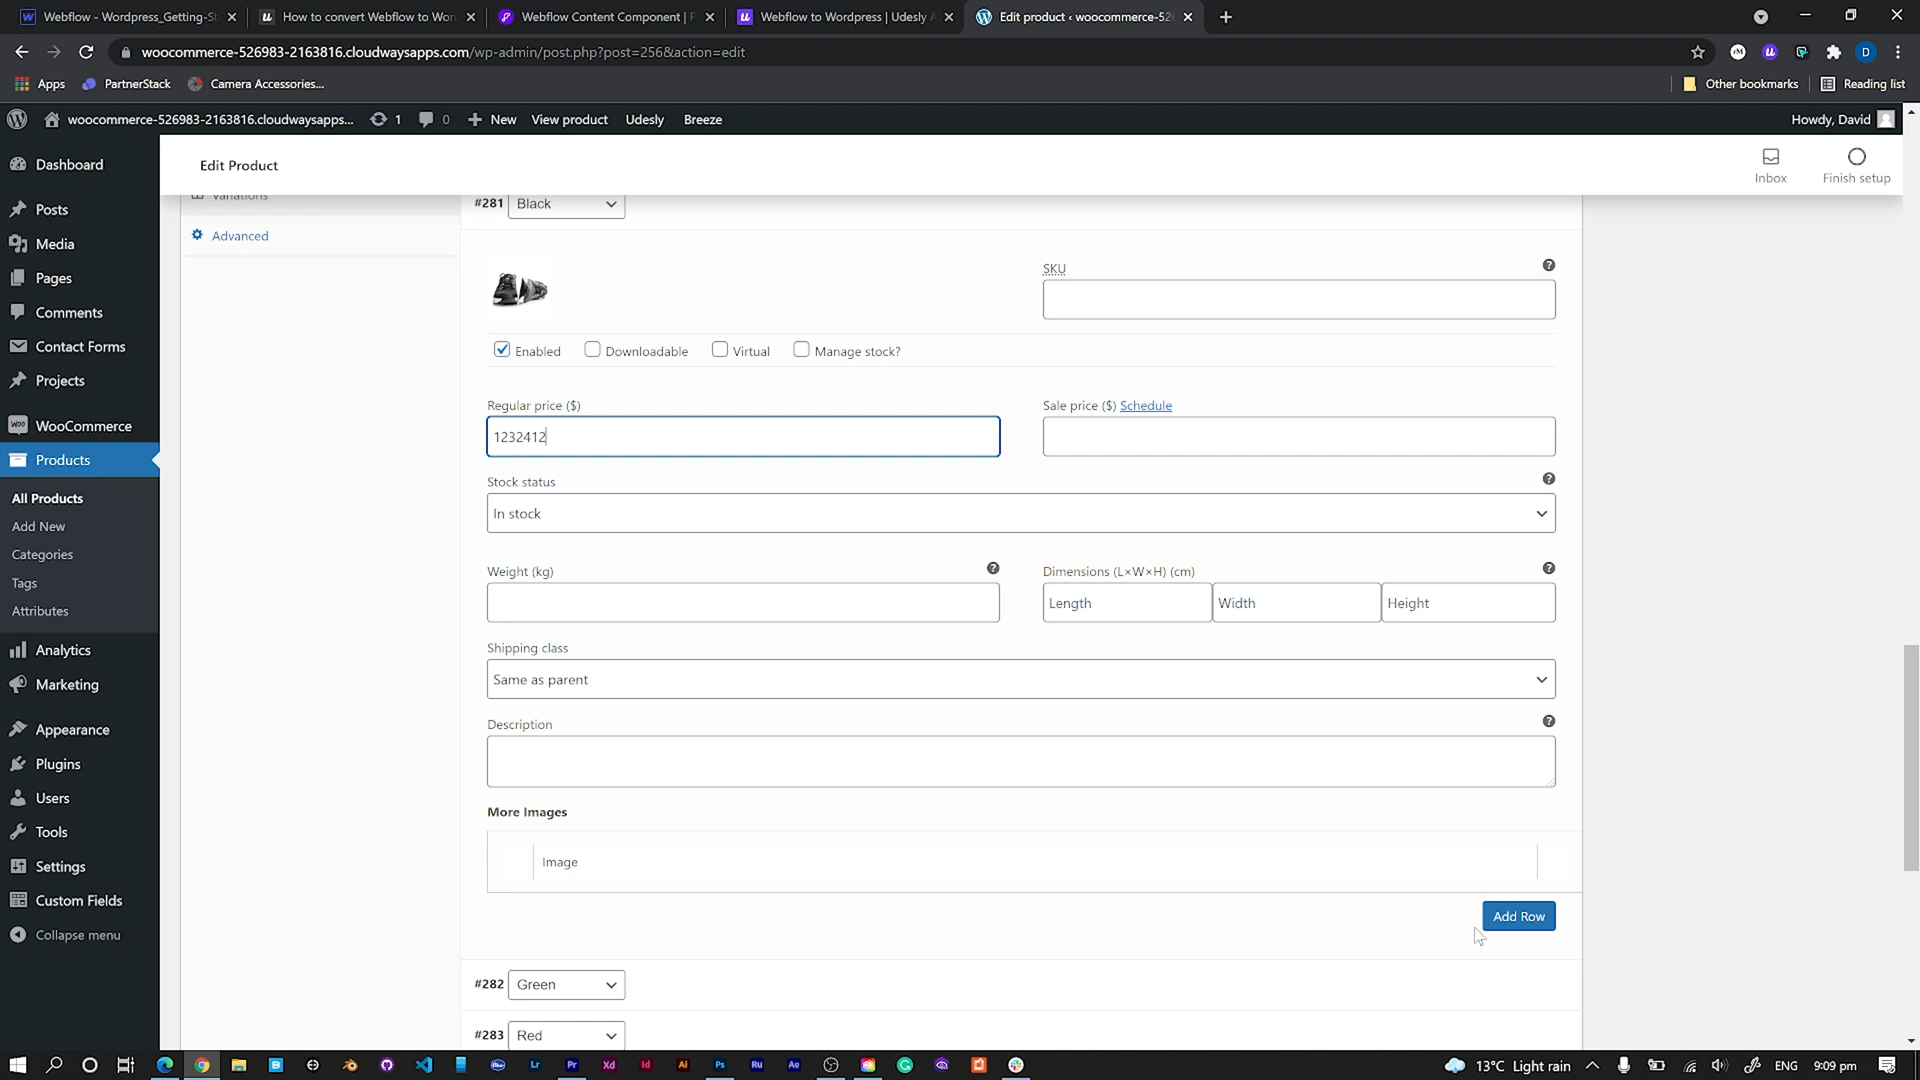 Webflow - Wordpress_Getting-St
How to convert Webflow to Wor
Webflow Content Component |
Webflow to Wordpress | Udesly
Edit product ‹ woocommerce-52
woocommerce-526983-2163816.cloudwaysapps.com/wp-admin/post.php?post=256&action=edit
Apps
PartnerStack
Camera Accessories...
Other bookmarks
Reading list
woocommerce-526983-2163816.cloudwaysapps...
1
0
New
View product
Udesly
Breeze
Howdy, David
Edit Product
Inbox
Finish setup
Dashboard
Posts
Media
Pages
Comments
Contact Forms
Projects
WooCommerce
Products
All Products
Add New
Categories
Tags
Attributes
Analytics
Marketing
Appearance
Plugins
Users
Tools
Settings
Custom Fields
Collapse menu
Variations
Advanced
#281 Black
SKU
Enabled
Downloadable
Virtual
Manage stock?
Regular price ($)
1232412
Sale price ($) Schedule
Stock status
In stock
Weight (kg)
Dimensions (L×W×H) (cm)
Length
Width
Height
Shipping class
Same as parent
Description
More Images
Image
Add Row
#282 Green
#283 Red
13°C Light rain
ENG
9:09 pm